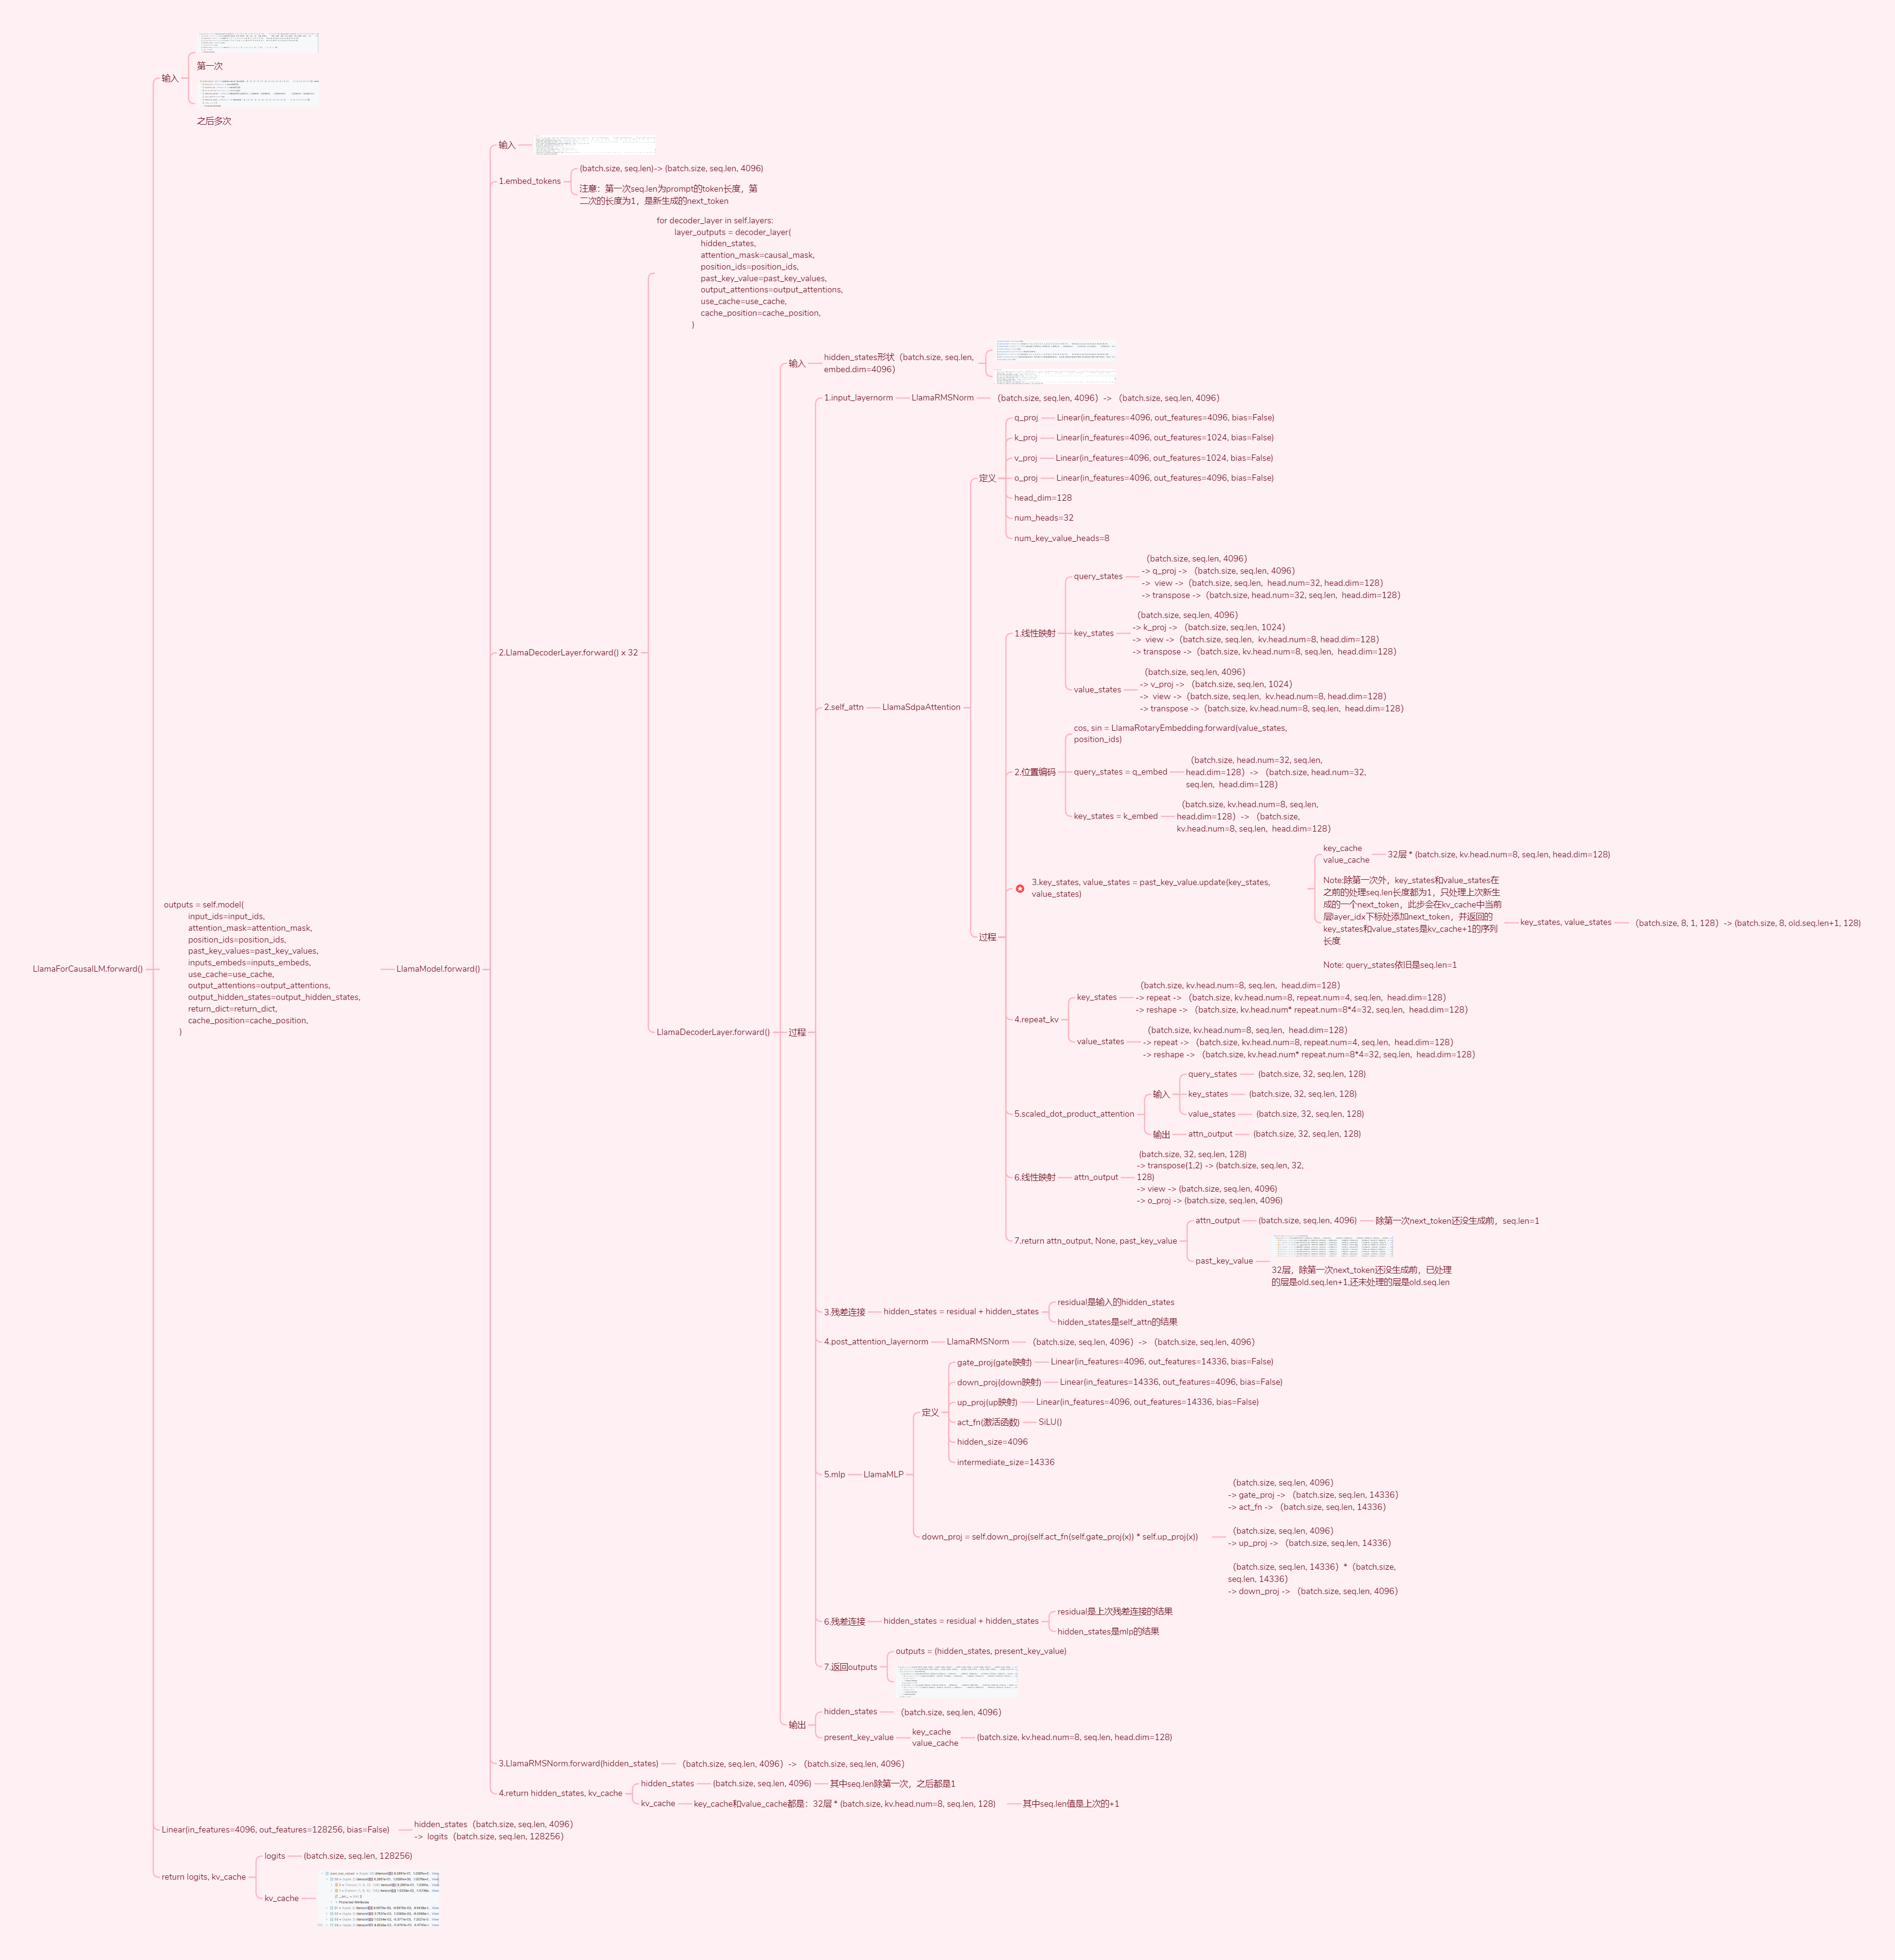 LlamaForCausalLM.forward()
输入
第一次
之后多次
outputs = self.model(
input_ids=input_ids,
attention_mask=attention_mask,
position_ids=position_ids,
past_key_values=past_key_values,
inputs_embeds=inputs_embeds,
use_cache=use_cache,
output_attentions=output_attentions,
output_hidden_states=output_hidden_states,
return_dict=return_dict,
cache_position=cache_position,
)
LlamaModel.forward()
输入
1.embed_tokens
(batch.size, seq.len)-> (batch.size, seq.len, 4096)
注意：第一次seq.len为prompt的token长度，第
二次的长度为1，是新生成的next_token
2.LlamaDecoderLayer.forward() x 32
for decoder_layer in self.layers:
layer_outputs = decoder_layer(
hidden_states,
attention_mask=causal_mask,
position_ids=position_ids,
past_key_value=past_key_values,
output_attentions=output_attentions,
use_cache=use_cache,
cache_position=cache_position,
)
LlamaDecoderLayer.forward()
输入
hidden_states形状（batch.size, seq.len,
embed.dim=4096）
过程
1.input_layernorm
LlamaRMSNorm
（batch.size, seq.len, 4096）-> （batch.size, seq.len, 4096）
2.self_attn
LlamaSdpaAttention
定义
q_proj
Linear(in_features=4096, out_features=4096, bias=False)
k_proj
Linear(in_features=4096, out_features=1024, bias=False)
v_proj
Linear(in_features=4096, out_features=1024, bias=False)
o_proj
Linear(in_features=4096, out_features=4096, bias=False)
head_dim=128
num_heads=32
num_key_value_heads=8
过程
1.线性映射
query_states
（batch.size, seq.len, 4096）
-> q_proj -> （batch.size, seq.len, 4096）
-> view ->（batch.size, seq.len, head.num=32, head.dim=128）
-> transpose ->（batch.size, head.num=32, seq.len, head.dim=128）
key_states
（batch.size, seq.len, 4096）
-> k_proj -> （batch.size, seq.len, 1024）
-> view ->（batch.size, seq.len, kv.head.num=8, head.dim=128）
-> transpose ->（batch.size, kv.head.num=8, seq.len, head.dim=128）
value_states
（batch.size, seq.len, 4096）
-> v_proj -> （batch.size, seq.len, 1024）
-> view ->（batch.size, seq.len, kv.head.num=8, head.dim=128）
-> transpose ->（batch.size, kv.head.num=8, seq.len, head.dim=128）
2.位置编码
cos, sin = LlamaRotaryEmbedding.forward(value_states,
position_ids)
query_states = q_embed
（batch.size, head.num=32, seq.len,
head.dim=128）-> （batch.size, head.num=32,
seq.len, head.dim=128）
key_states = k_embed
（batch.size, kv.head.num=8, seq.len,
head.dim=128）-> （batch.size,
kv.head.num=8, seq.len, head.dim=128）
3.key_states, value_states = past_key_value.update(key_states,
value_states)
key_cache
value_cache
32层 * (batch.size, kv.head.num=8, seq.len, head.dim=128)
Note:除第一次外，key_states和value_states在
之前的处理seq.len长度都为1，只处理上次新生
成的一个next_token，此步会在kv_cache中当前
层layer_idx下标处添加next_token，并返回的
key_states和value_states是kv_cache+1的序列
长度
Note: query_states依旧是seq.len=1
key_states, value_states
（batch.size, 8, 1, 128）-> (batch.size, 8, old.seq.len+1, 128)
4.repeat_kv
key_states
（batch.size, kv.head.num=8, seq.len, head.dim=128）
-> repeat -> （batch.size, kv.head.num=8, repeat.num=4, seq.len, head.dim=128）
-> reshape -> （batch.size, kv.head.num* repeat.num=8*4=32, seq.len, head.dim=128）
value_states
（batch.size, kv.head.num=8, seq.len, head.dim=128）
-> repeat -> （batch.size, kv.head.num=8, repeat.num=4, seq.len, head.dim=128）
-> reshape -> （batch.size, kv.head.num* repeat.num=8*4=32, seq.len, head.dim=128）
5.scaled_dot_product_attention
输入
query_states
(batch.size, 32, seq.len, 128)
key_states
(batch.size, 32, seq.len, 128)
value_states
(batch.size, 32, seq.len, 128)
输出
attn_output
(batch.size, 32, seq.len, 128)
6.线性映射
attn_output
(batch.size, 32, seq.len, 128)
-> transpose(1,2) -> (batch.size, seq.len, 32,
128)
-> view -> (batch.size, seq.len, 4096)
-> o_proj -> (batch.size, seq.len, 4096)
7.return attn_output, None, past_key_value
attn_output
(batch.size, seq.len, 4096)
除第一次next_token还没生成前，seq.len=1
past_key_value
32层，除第一次next_token还没生成前，已处理
的层是old.seq.len+1,还未处理的层是old.seq.len
3.残差连接
hidden_states = residual + hidden_states
residual是输入的hidden_states
hidden_states是self_attn的结果
4.post_attention_layernorm
LlamaRMSNorm
（batch.size, seq.len, 4096）-> （batch.size, seq.len, 4096）
5.mlp
LlamaMLP
定义
gate_proj(gate映射)
Linear(in_features=4096, out_features=14336, bias=False)
down_proj(down映射)
Linear(in_features=14336, out_features=4096, bias=False)
up_proj(up映射)
Linear(in_features=4096, out_features=14336, bias=False)
act_fn(激活函数)
SiLU()
hidden_size=4096
intermediate_size=14336
down_proj = self.down_proj(self.act_fn(self.gate_proj(x)) * self.up_proj(x))
（batch.size, seq.len, 4096）
-> gate_proj -> （batch.size, seq.len, 14336）
-> act_fn -> （batch.size, seq.len, 14336）
（batch.size, seq.len, 4096）
-> up_proj -> （batch.size, seq.len, 14336）
（batch.size, seq.len, 14336）*（batch.size,
seq.len, 14336）
-> down_proj -> （batch.size, seq.len, 4096）
6.残差连接
hidden_states = residual + hidden_states
residual是上次残差连接的结果
hidden_states是mlp的结果
7.返回outputs
outputs = (hidden_states, present_key_value)
输出
hidden_states
（batch.size, seq.len, 4096）
present_key_value
key_cache
value_cache
(batch.size, kv.head.num=8, seq.len, head.dim=128)
3.LlamaRMSNorm.forward(hidden_states)
（batch.size, seq.len, 4096）-> （batch.size, seq.len, 4096）
4.return hidden_states, kv_cache
hidden_states
(batch.size, seq.len, 4096)
其中seq.len除第一次，之后都是1
kv_cache
key_cache和value_cache都是：32层 * (batch.size, kv.head.num=8, seq.len, 128)
其中seq.len值是上次的+1
Linear(in_features=4096, out_features=128256, bias=False)
hidden_states（batch.size, seq.len, 4096）
-> logits（batch.size, seq.len, 128256）
return logits, kv_cache
logits
(batch.size, seq.len, 128256)
kv_cache